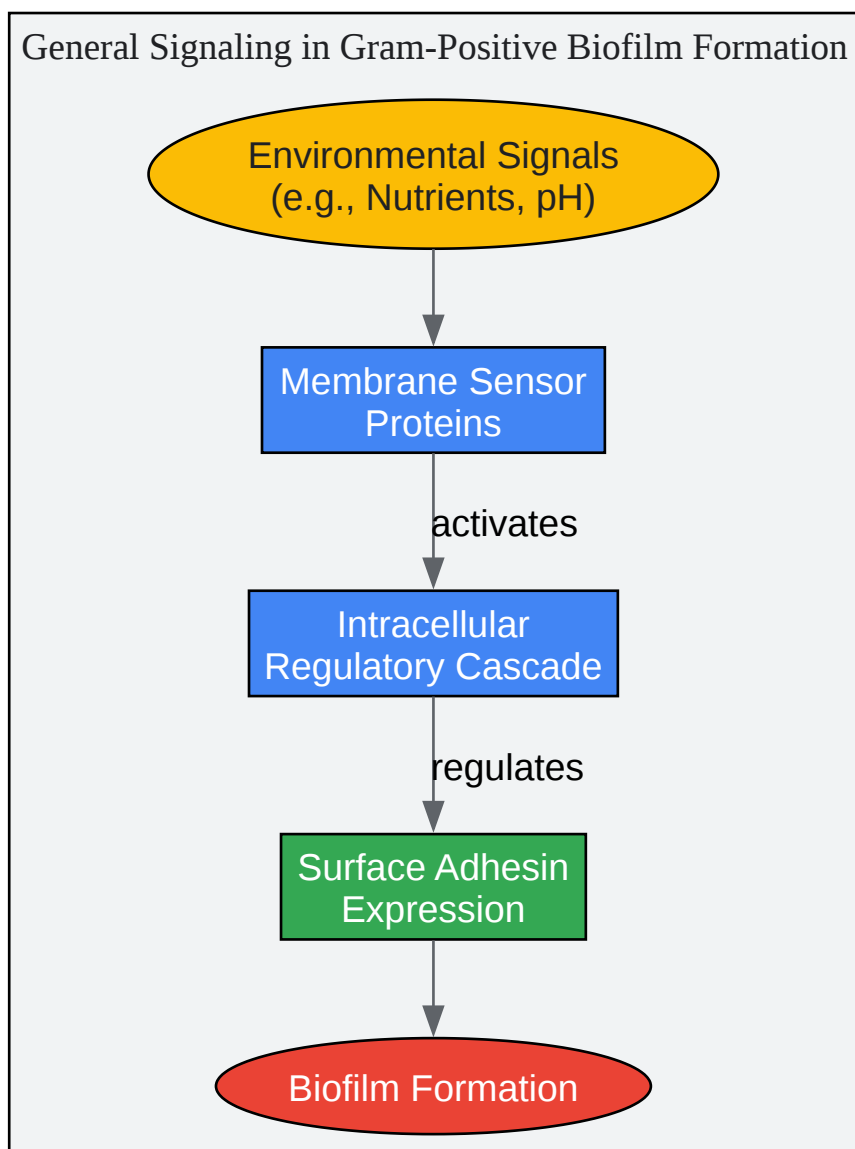 General Signaling in Gram-Positive Biofilm Formation
Environmental Signals
(e.g., Nutrients, pH)
Membrane Sensor
Proteins
activates
Intracellular
Regulatory Cascade
regulates
Surface Adhesin
Expression
Biofilm Formation